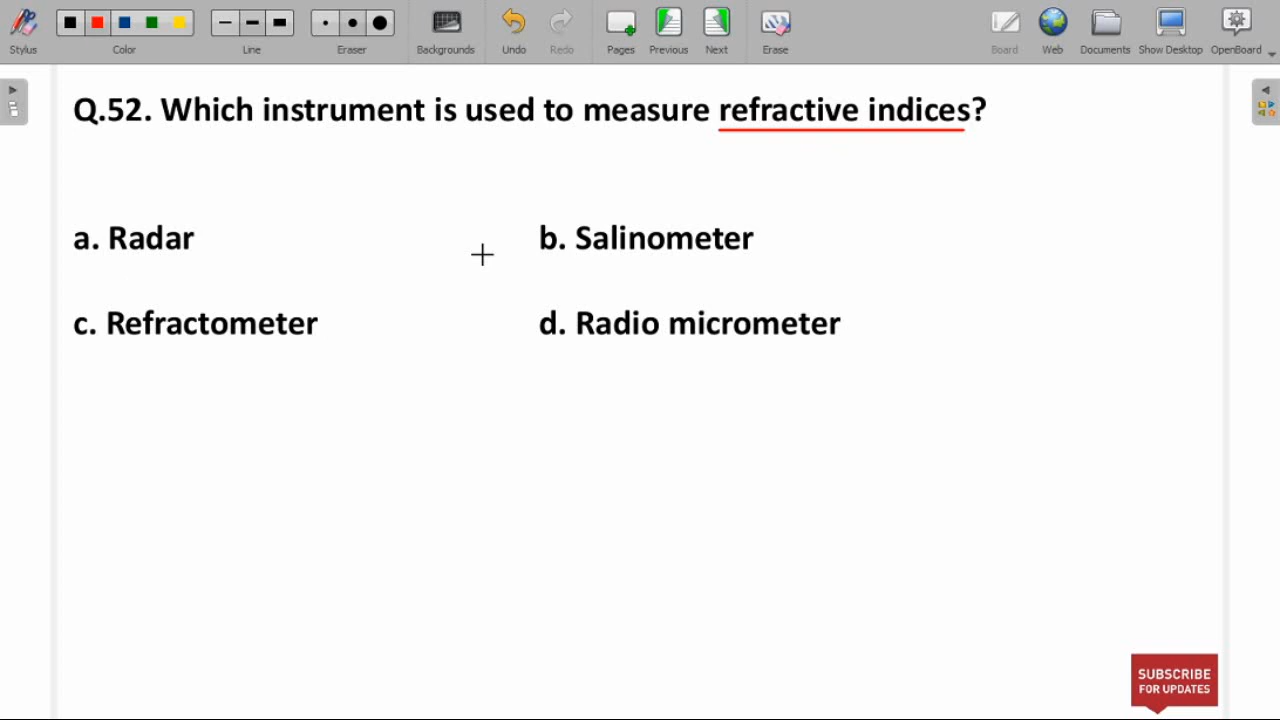 Stylus
Color
Line
Eraser
Backgrounds
Undo
Redo
Pages
Previous
Next
Erase
Board
Web
Documents
Show Desktop
OpenBoard
Q.52. Which instrument is used to measure refractive indices?
a. Radar
b. Salinometer
c. Refractometer
d. Radio micrometer
SUBSCRIBE
FOR UPDATES